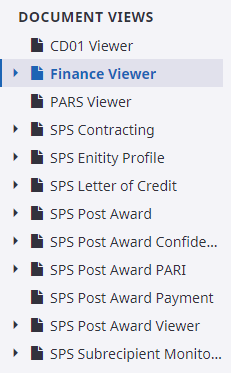 DOCUMENT VIEWS
CD01 Viewer
Finance Viewer
PARS Viewer
SPS Contracting
SPS Enitity Profile
SPS Letter of Credit
SPS Post Award
SPS Post Award Confide...
SPS Post Award PARI
SPS Post Award Payment
SPS Post Award Viewer
SPS Subrecipient Monito...